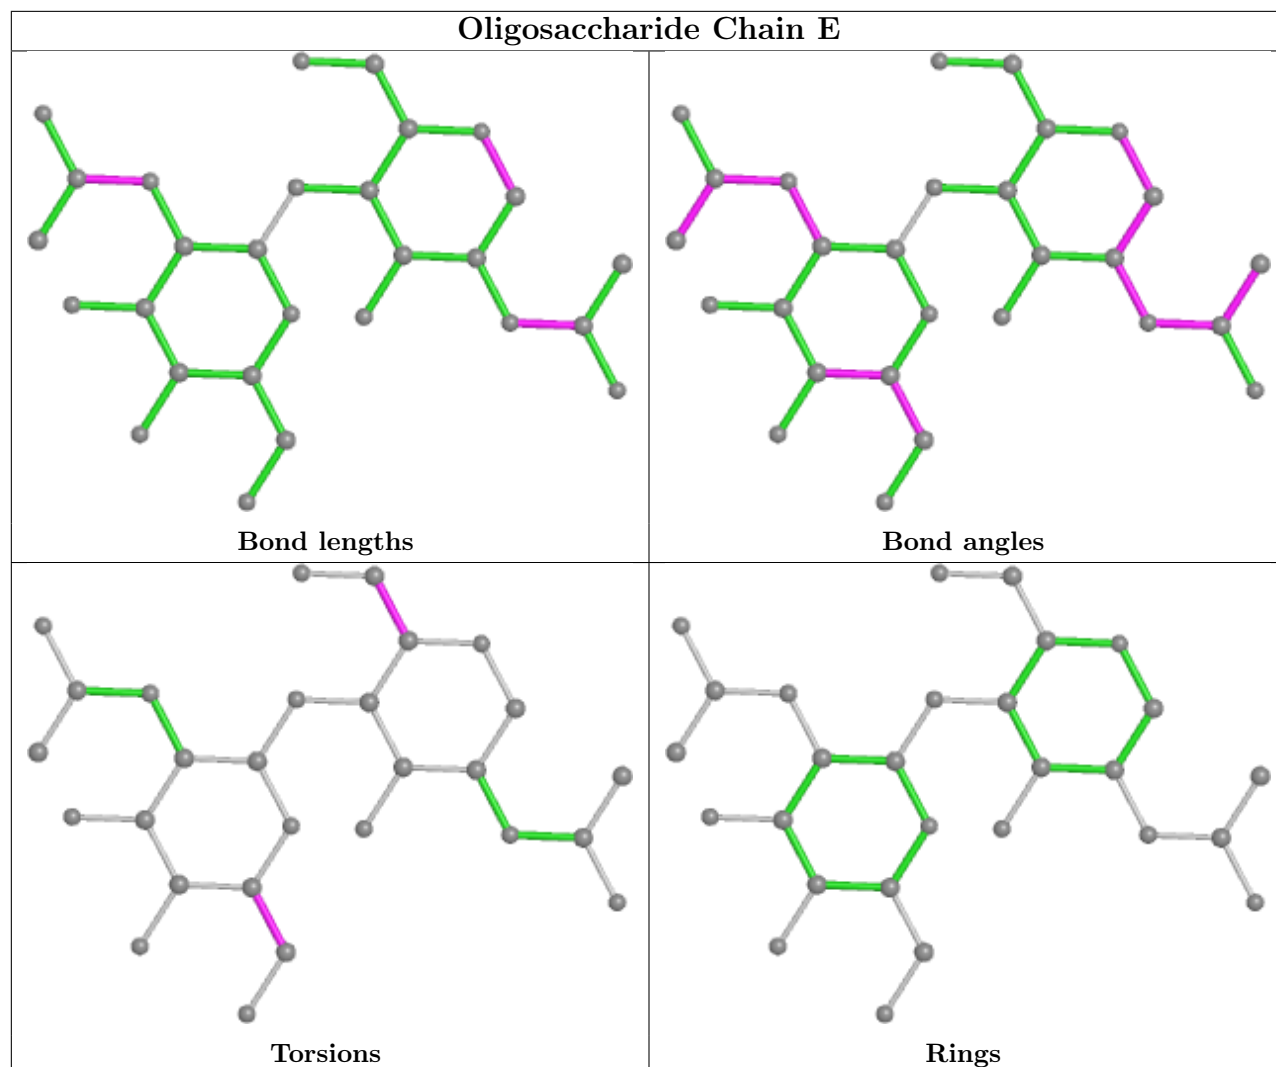 Oligosaccharide Chain E
Bond lengths
Bond angles
Torsions
Rings